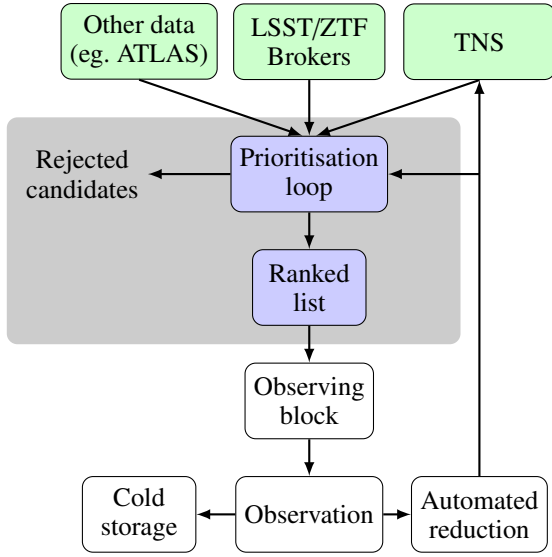 Other data
(eg. ATLAS)
LSST/ZTF
Brokers
TNS
Rejected
candidates
Prioritisation
loop
Ranked
list
Observing
block
Cold
storage
Observation
Automated
reduction